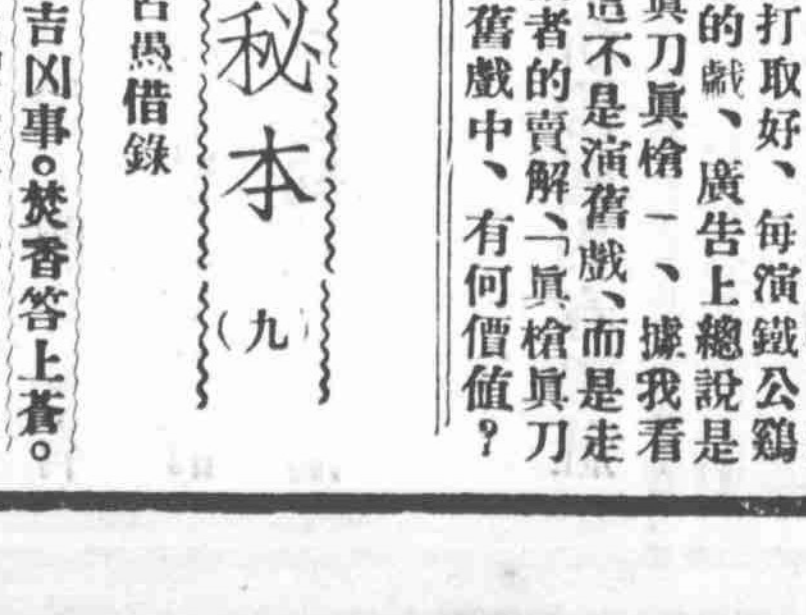 打取好、每演鐵公鷄
的戲、廣告上總說是
眞刀眞槍一、據我看
這不是演舊戲、而是走
者的賣解、「眞槍眞刀
舊戲中、有何價値？
秘本
（九）
憑借錄
吉凶事。焚香答上蒼。